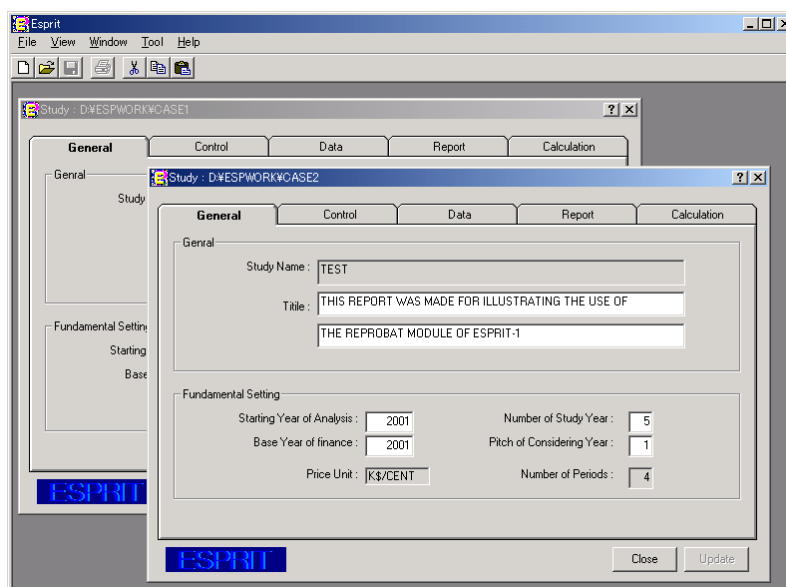 Esprit
File View Window Tool Help
Study : D:¥ESPWORK¥CASE1
General Control Data Report Calculation
Genral
Study
Fundamental Setting
Starting
Base
ESPRIT
Study : D:¥ESPWORK¥CASE2
General Control Data Report Calculation
Genral
Study Name : TEST
Titile : THIS REPORT WAS MADE FOR ILLUSTRATING THE USE OF
THE REPROBAT MODULE OF ESPRIT-1
Fundamental Setting
Starting Year of Analysis : 2001 Number of Study Year : 5
Base Year of finance : 2001 Pitch of Considering Year : 1
Price Unit : K$/CENT Number of Periods : 4
ESPRIT Close Update